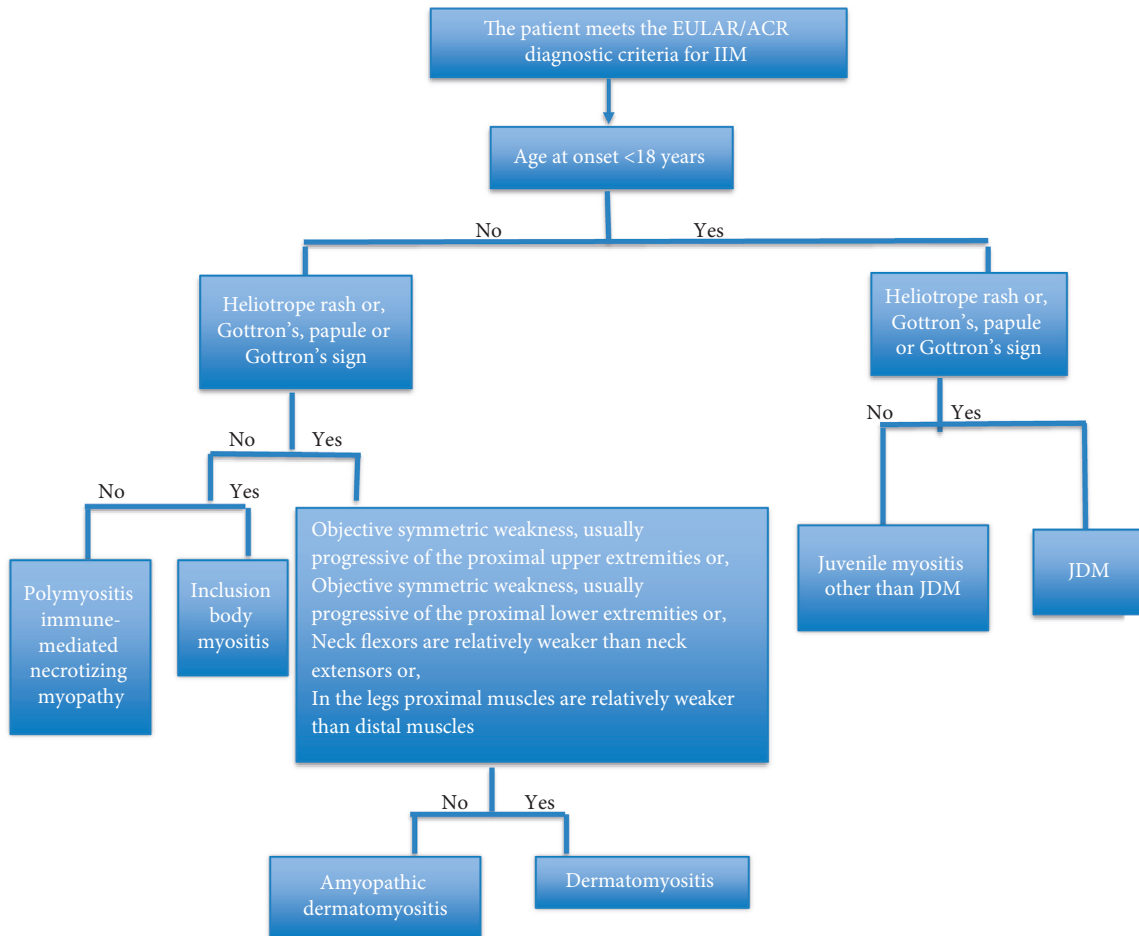 The patient meets the EULAR/ACR
diagnostic criteria for IIM
Age at onset <18 years
No
Yes
Heliotrope rash or,
Gottron's, papule or
Gottron's sign
Heliotrope rash or,
Gottron's, papule
or Gottron's sign
No
Yes
No
Yes
No
Yes
Objective symmetric weakness, usually
progressive of the proximal upper extremities or,
Objective symmetric weakness, usually
progressive of the proximal lower extremities or,
Neck flexors are relatively weaker than neck
extensors or,
In the legs proximal muscles are relatively weaker
than distal muscles
Polymyositis
immune-
mediated
necrotizing
myopathy
Inclusion
body
myositis
Juvenile myositis
other than JDM
JDM
No
Yes
Amyopathic
dermatomyositis
Dermatomyositis